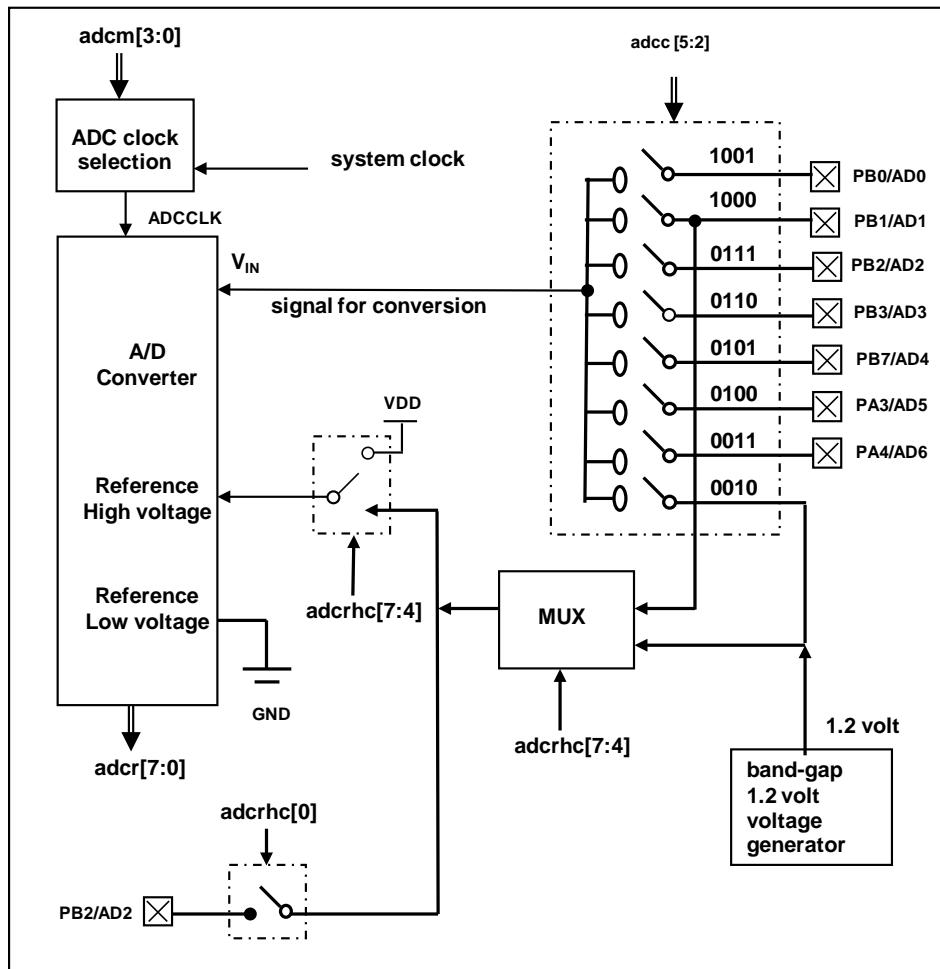 adcm[3:0]
adcc [5:2]
ADC clock
selection
system clock
ADCCLK
1001
PB0/AD0
1000
PB1/AD1
0111
PB2/AD2
0110
PB3/AD3
0101
PB7/AD4
0100
PA3/AD5
0011
PA4/AD6
0010
VIN
signal for conversion
A/D
Converter
VDD
Reference
High voltage
adcrhc[7:4]
Reference
Low voltage
GND
MUX
adcrhc[7:4]
adcr[7:0]
1.2 volt
band-gap
1.2 volt
voltage
generator
adcrhc[0]
PB2/AD2